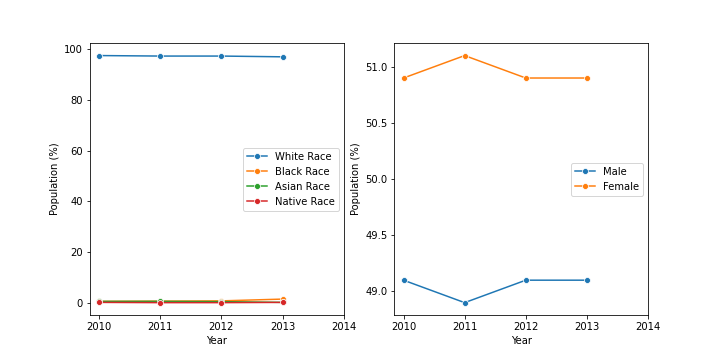 100
80
60
40
20
0
Population (%)
2010 2011 2012 2013 2014
Year
White Race
Black Race
Asian Race
Native Race
51.0
50.5
50.0
49.5
49.0
Population (%)
2010 2011 2012 2013 2014
Year
Male
Female